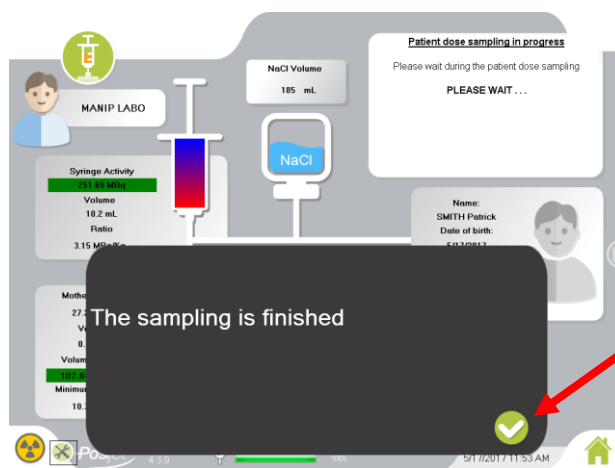 E
MANIP LABO
NaCl Volume
185 mL
NaCl
Patient dose sampling in progress
Please wait during the patient dose sampling
PLEASE WAIT . . .
Syringe Activity
251.69 MBq
Volume
10.2 mL
Ratio
3.15
Name:
SMITH Patrick
Date of birth:
5/17/2017
The sampling is finished
4.3.9
100%
5/17/2017 11:53 AM